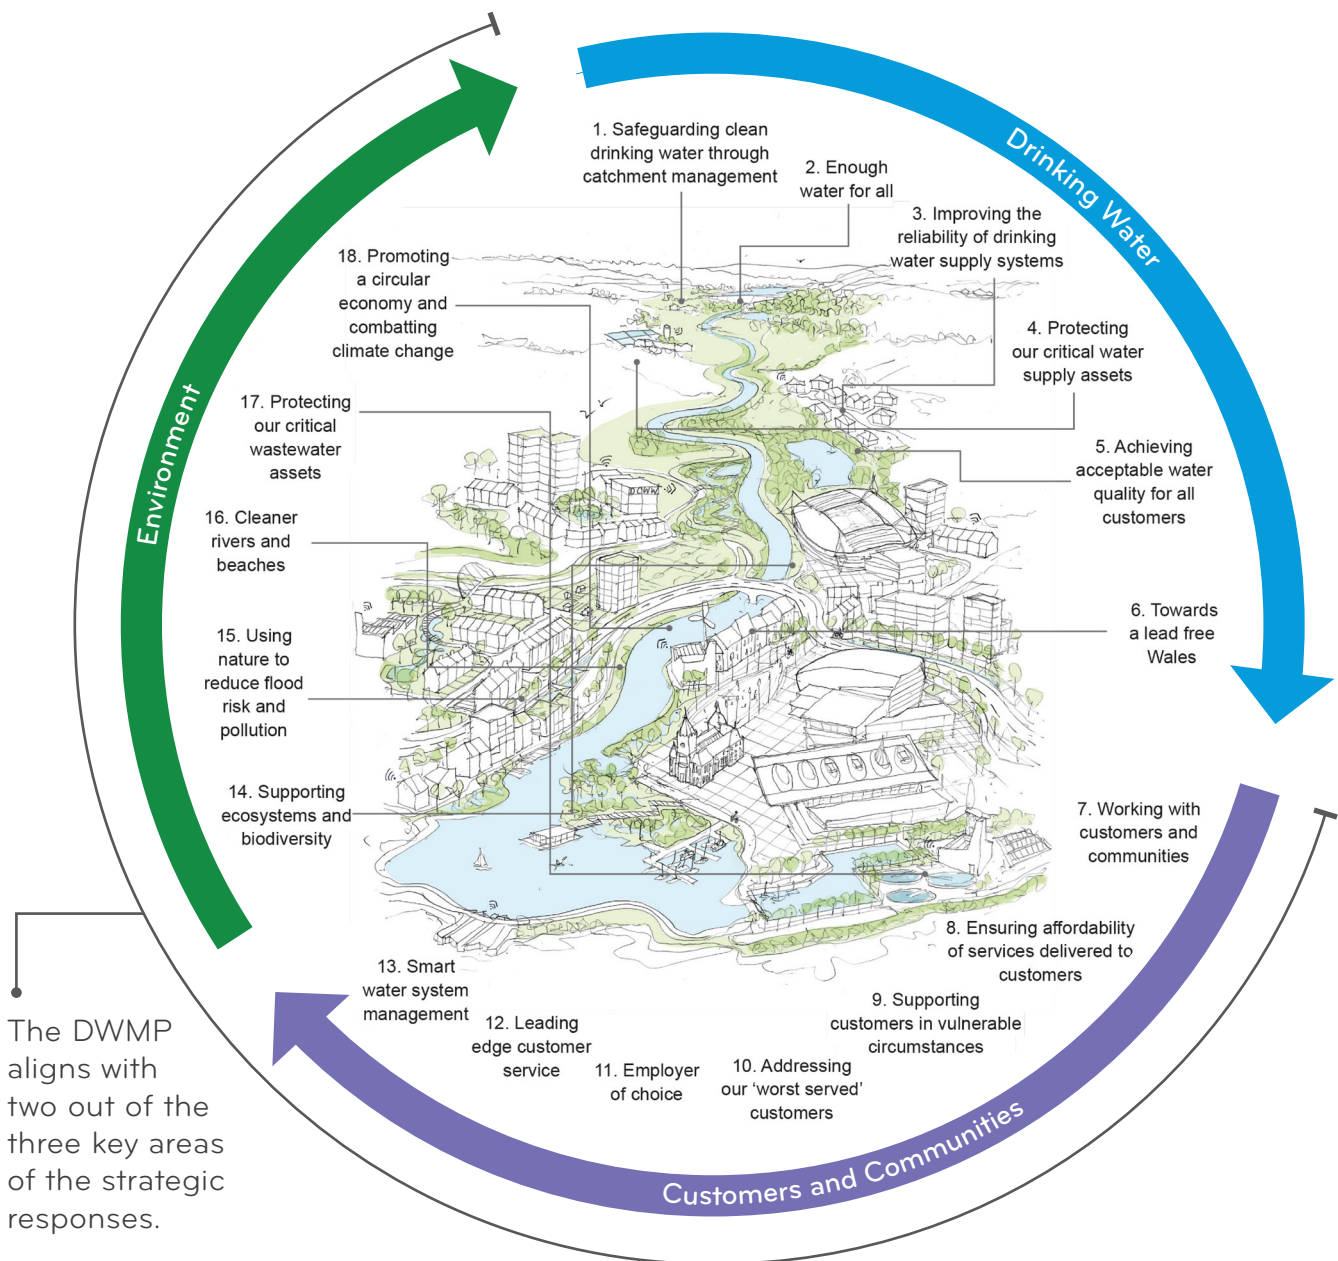 Drinking Water
1. Safeguarding clean
drinking water through
catchment management
2. Enough
water for all
3. Improving the
reliability of drinking
water supply systems
4. Protecting
our critical water
supply assets
5. Achieving
acceptable water
quality for all
customers
6. Towards
a lead free
Wales
7. Working with
customers and
communities
8. Ensuring affordability
of services delivered to
customers
9. Supporting
customers in vulnerable
circumstances
10. Addressing
our ‘worst served’
customers
11. Employer
of choice
12. Leading
edge customer
service
13. Smart
water system
management
Customers and Communities
14. Supporting
ecosystems and
biodiversity
15. Using
nature to
reduce flood
risk and
pollution
16. Cleaner
rivers and
beaches
17. Protecting
our critical
wastewater
assets
18. Promoting
a circular
economy and
combatting
climate change
Environment
DCWW
The DWMP
aligns with
two out of the
three key areas
of the strategic
responses.